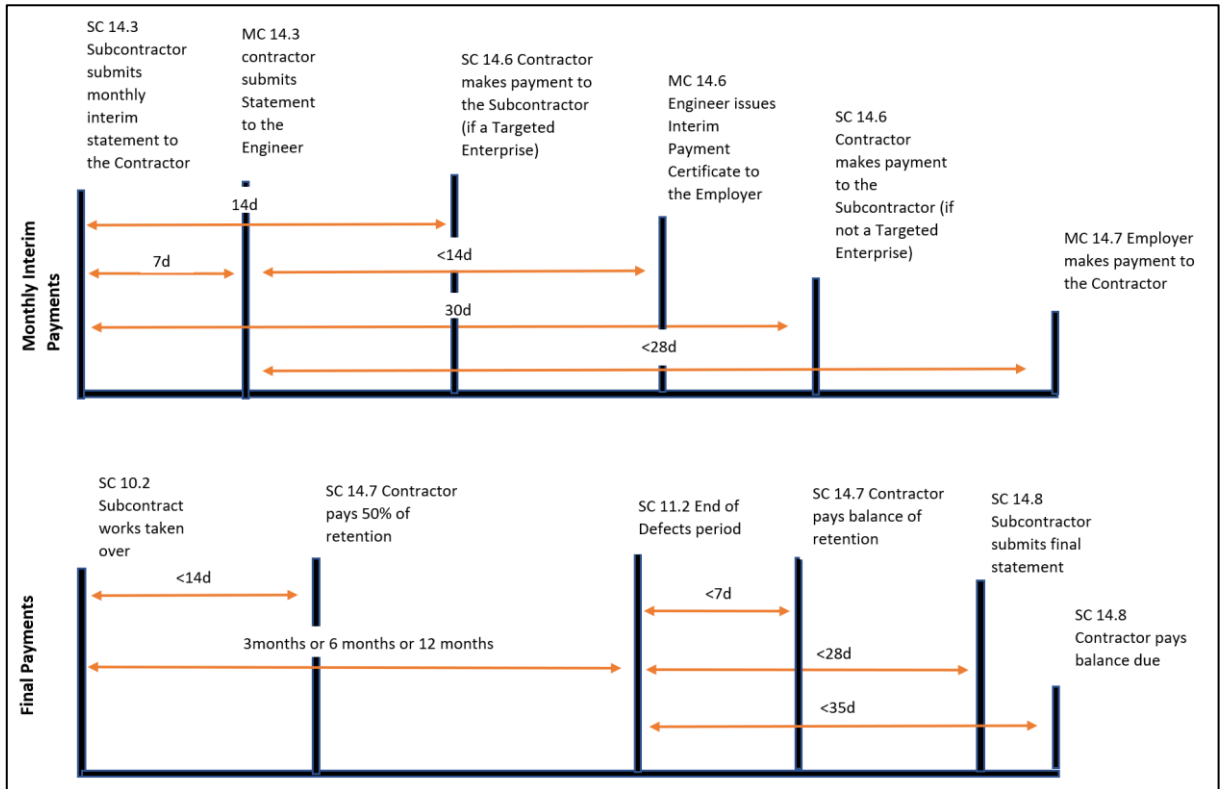 SC 14.3
Subcontractor
submits
monthly
interim
statement to
the Contractor
MC 14.3
contractor
submits
Statement
to the
Engineer
SC 14.6 Contractor
makes payment to
the Subcontractor
(if a Targeted
Enterprise)
MC 14.6
Engineer issues
Interim
Payment
Certificate to
the Employer
SC 14.6
Contractor
makes payment
to the
Subcontractor (if
not a Targeted
Enterprise)
MC 14.7 Employer
makes payment to
the Contractor
Monthly Interim
Payments
14d
7d
<14d
30d
<28d
SC 10.2
Subcontract
works taken
over
SC 14.7 Contractor
pays 50% of
retention
SC 11.2 End of
Defects period
SC 14.7 Contractor
pays balance of
retention
SC 14.8
Subcontractor
submits final
statement
SC 14.8
Contractor pays
balance due
Final Payments
<14d
3months or 6 months or 12 months
<7d
<28d
<35d